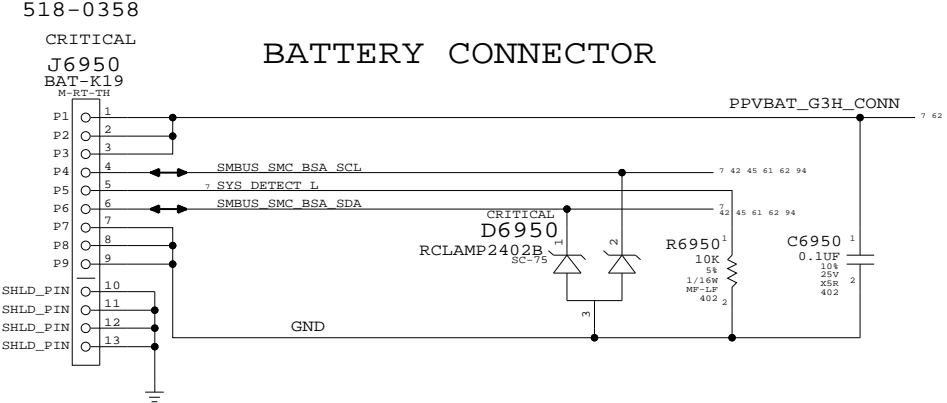 518-0358
CRITICAL
BATTERY CONNECTOR
J6950
BAT-K19
M-RT-TH
PPVBAT_G3H_CONN
P1 1
7 62
P2 2
P3 3
P4 4 SMBUS_SMC_BSA_SCL 7 42 45 61 62 94
P5 5 7 SYS_DETECT_L
P6 6 SMBUS_SMC_BSA_SDA 7
42 45 61 62 94
P7 7
P8 8
P9 9
CRITICAL
D6950
RCLAMP2402B
SC-75
1 2
3
R6950 1
10K
5%
1/16W
MF-LF
402 2
C6950 1
0.1UF
10%
25V 2
X5R
402
SHLD_PIN 10
SHLD_PIN 11
SHLD_PIN 12
SHLD_PIN 13
GND